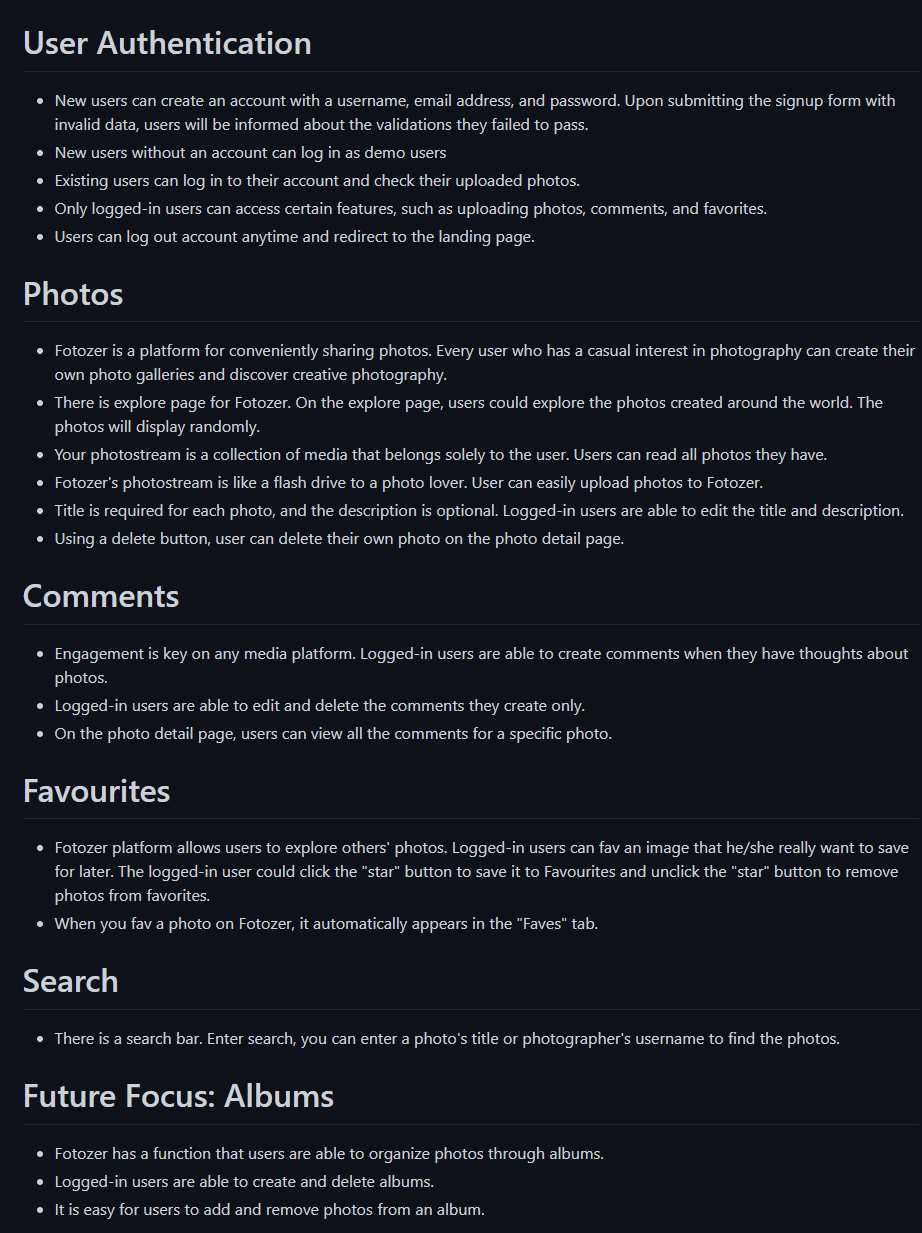 User Authentication
• New users can create an account with a username, email address, and password. Upon submitting the signup form with
invalid data, users will be informed about the validations they failed to pass.
• New users without an account can log in as demo users
• Existing users can log in to their account and check their uploaded photos.
• Only logged-in users can access certain features, such as uploading photos, comments, and favorites.
• Users can log out account anytime and redirect to the landing page.
Photos
• Fotozer is a platform for conveniently sharing photos. Every user who has a casual interest in photography can create their
own photo galleries and discover creative photography.
• There is explore page for Fotozer. On the explore page, users could explore the photos created around the world. The
photos will display randomly.
• Your photostream is a collection of media that belongs solely to the user. Users can read all photos they have.
• Fotozer's photostream is like a flash drive to a photo lover. User can easily upload photos to Fotozer.
• Title is required for each photo, and the description is optional. Logged-in users are able to edit the title and description.
• Using a delete button, user can delete their own photo on the photo detail page.
Comments
• Engagement is key on any media platform. Logged-in users are able to create comments when they have thoughts about
photos.
• Logged-in users are able to edit and delete the comments they create only.
• On the photo detail page, users can view all the comments for a specific photo.
Favourites
• Fotozer platform allows users to explore others' photos. Logged-in users can fav an image that he/she really want to save
for later. The logged-in user could click the "star" button to save it to Favourites and unclick the "star" button to remove
photos from favorites.
• When you fav a photo on Fotozer, it automatically appears in the "Faves" tab.
Search
• There is a search bar. Enter search, you can enter a photo's title or photographer's username to find the photos.
Future Focus: Albums
• Fotozer has a function that users are able to organize photos through albums.
• Logged-in users are able to create and delete albums.
• It is easy for users to add and remove photos from an album.